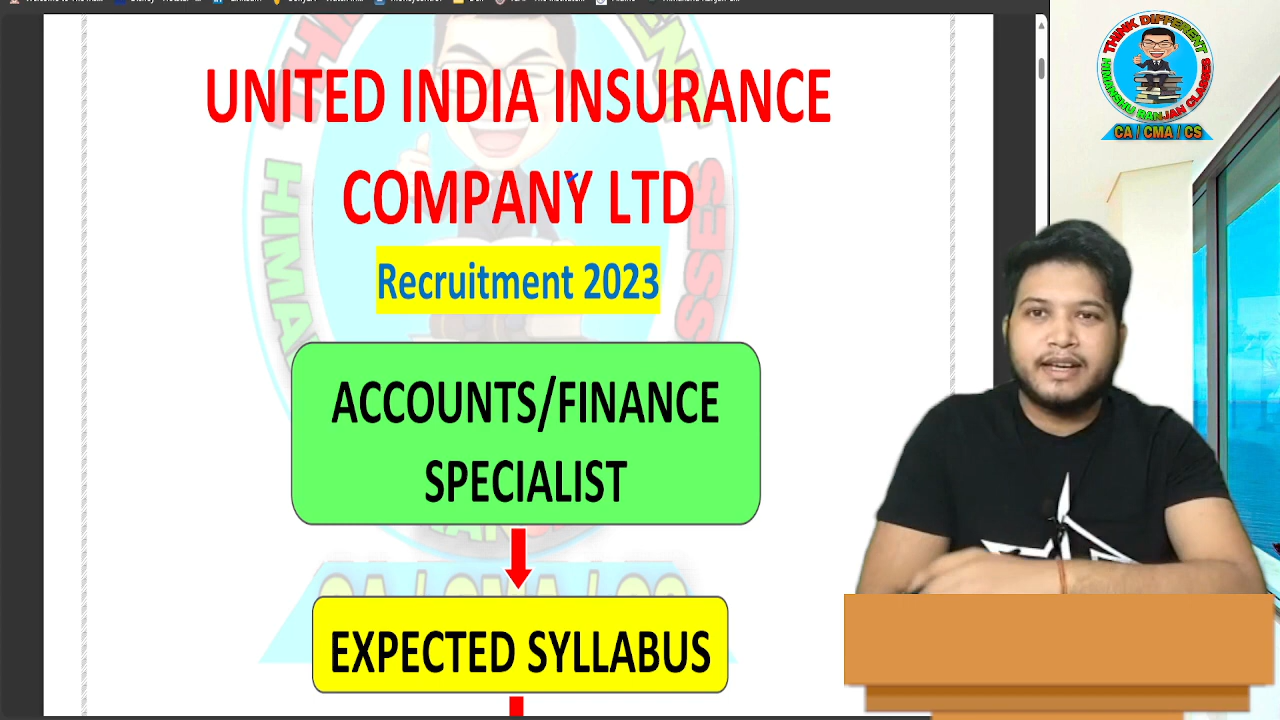 THINK DIFFERENT
HIMANSHU RANJAN CLASSES
CA / CMA / CS
UNITED INDIA INSURANCE
COMPANY LTD
Recruitment 2023
ACCOUNTS/FINANCE
SPECIALIST
EXPECTED SYLLABUS